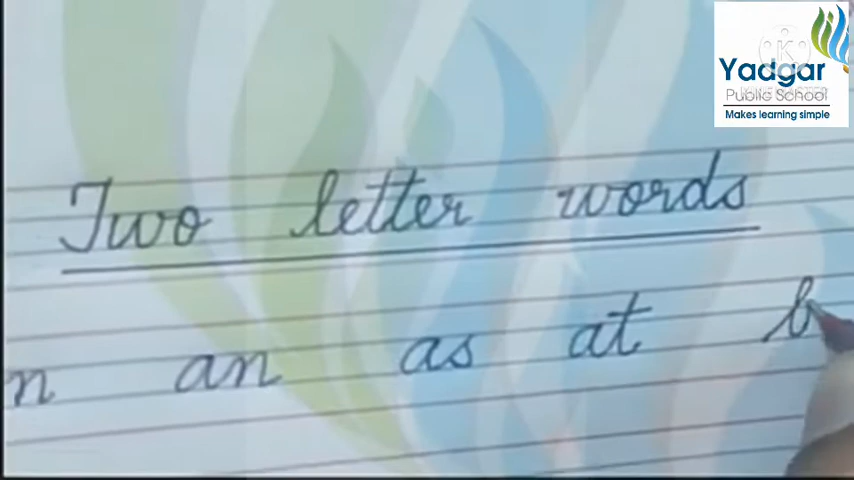 Yadgar
Public School
Makes learning simple
Two letter words
n an as at b